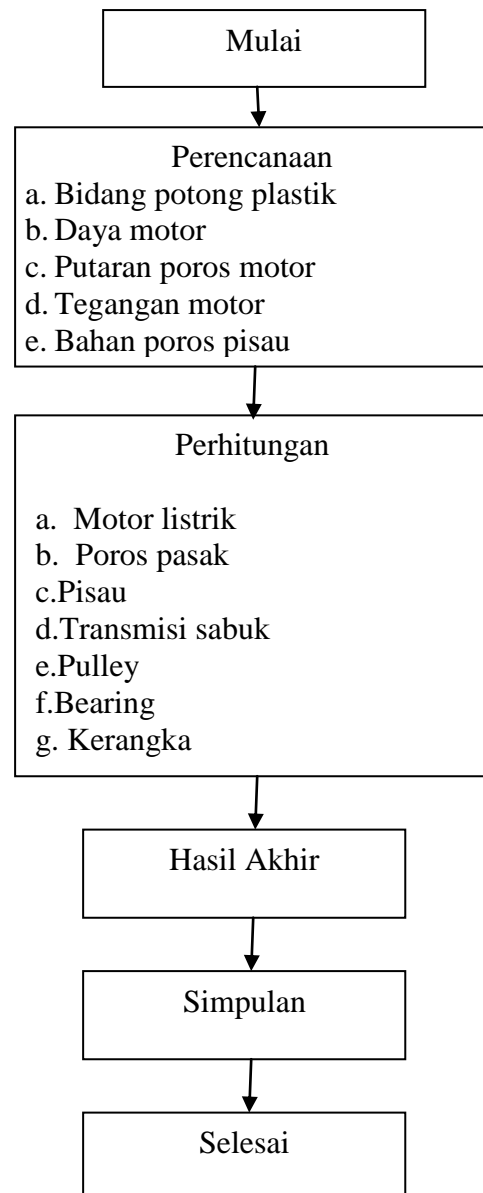 Mulai
Perencanaan
a. Bidang potong plastik
b. Daya motor
c. Putaran poros motor
d. Tegangan motor
e. Bahan poros pisau
Perhitungan
a. Motor listrik
b. Poros pasak
c.Pisau
d.Transmisi sabuk
e.Pulley
f.Bearing
g. Kerangka
Hasil Akhir
Simpulan
Selesai